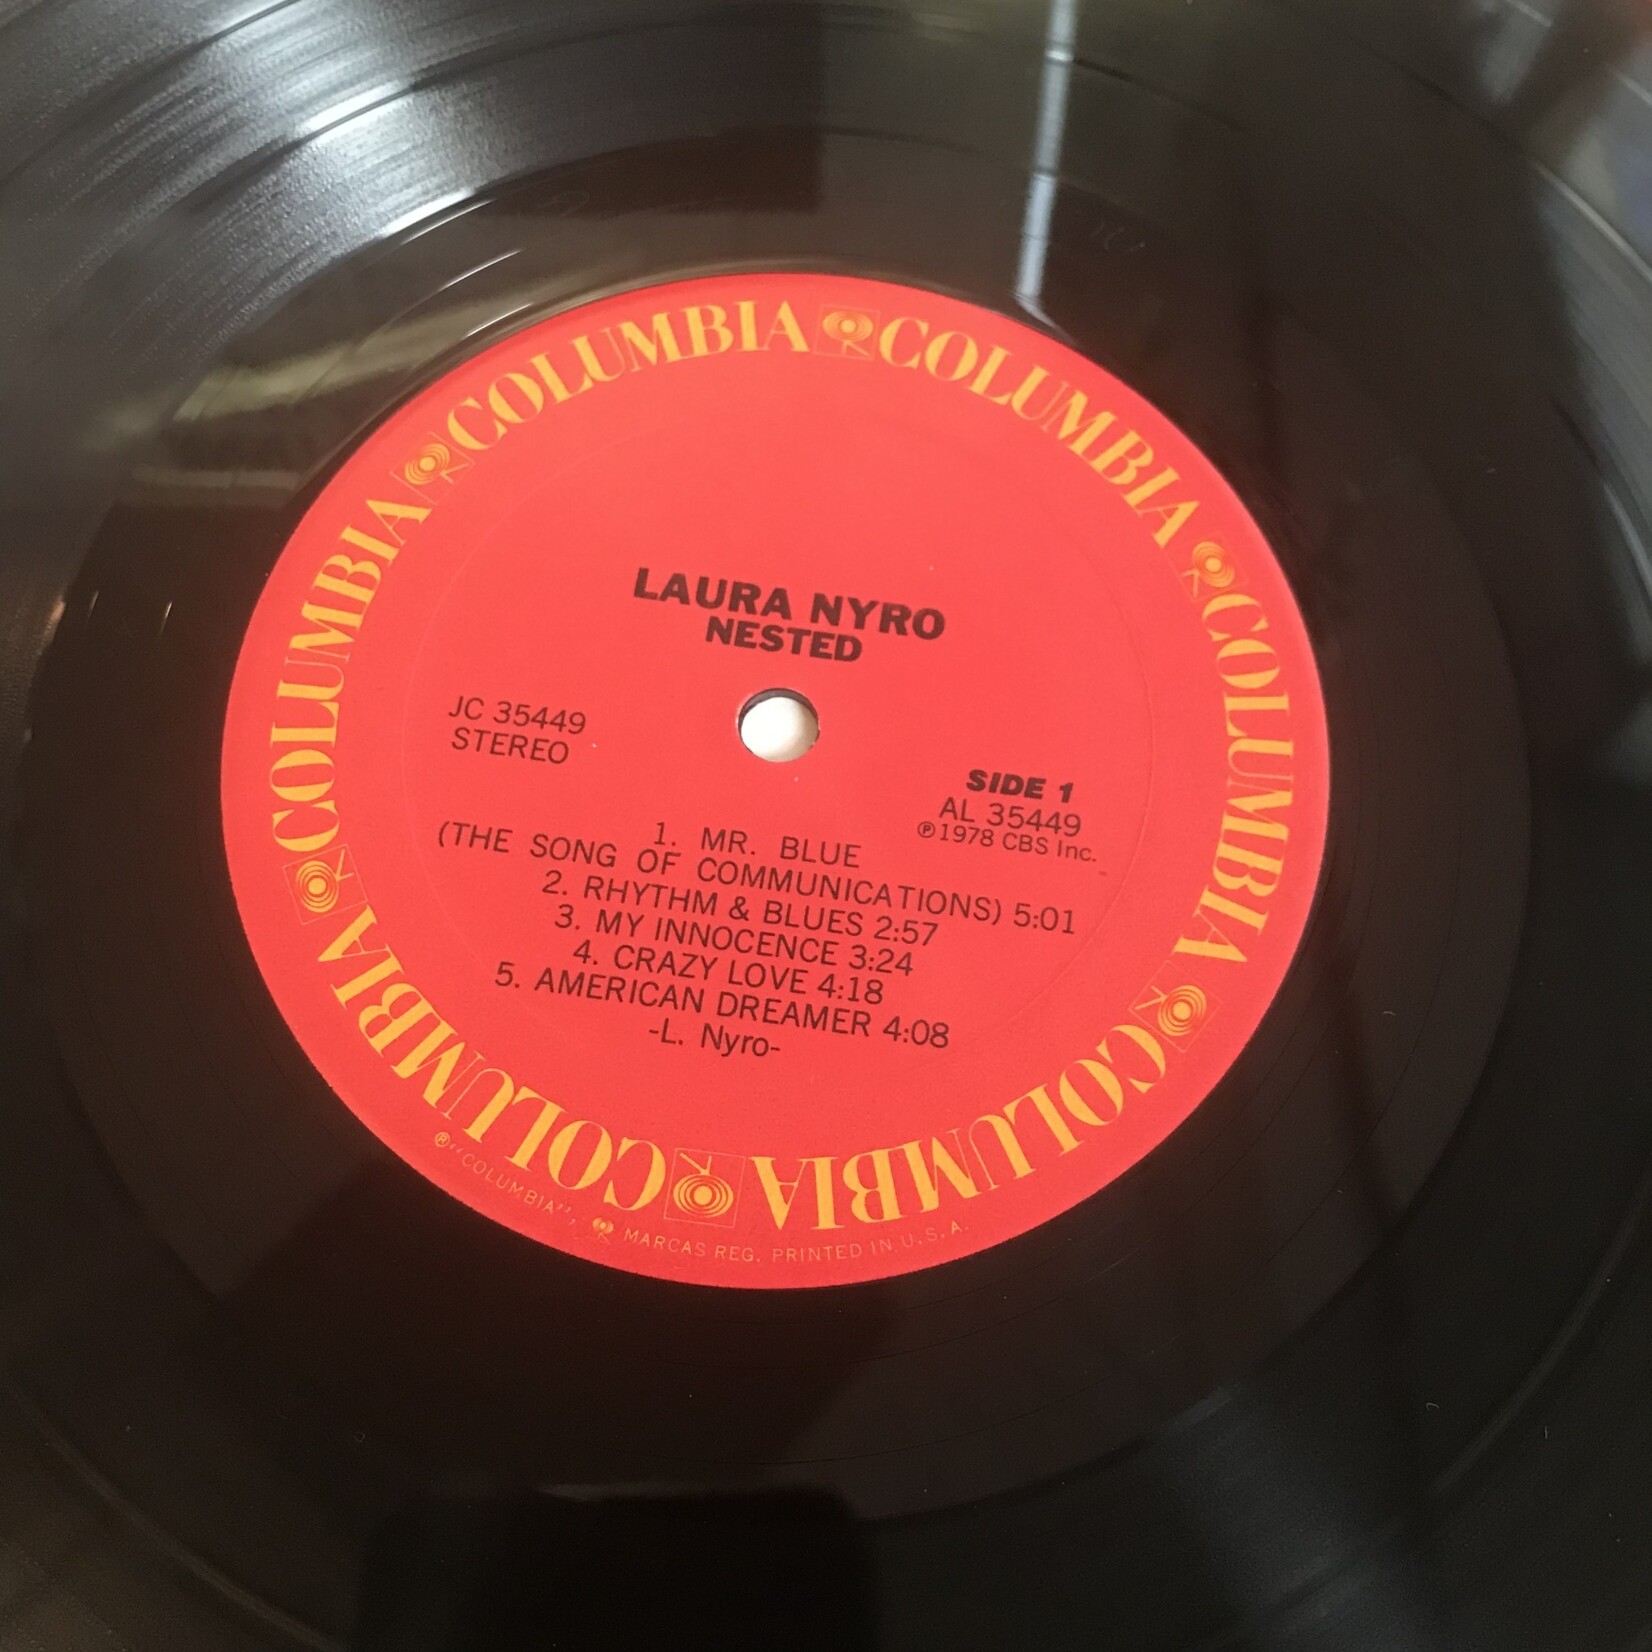 COLUMBIA COLUMBIA COLUMBIA COLUMBIA COLUMBIA COLUMBIA
LAURA NYRO
NESTED
JC 35449
STEREO
SIDE 1
AL 35449
℗1978 CBS Inc.
1. MR. BLUE
(THE SONG OF COMMUNICATIONS) 5:01
2. RHYTHM & BLUES 2:57
3. MY INNOCENCE 3:24
4. CRAZY LOVE 4:18
5. AMERICAN DREAMER 4:08
-L. Nyro-
® "COLUMBIA", MARCAS REG. PRINTED IN U.S.A.